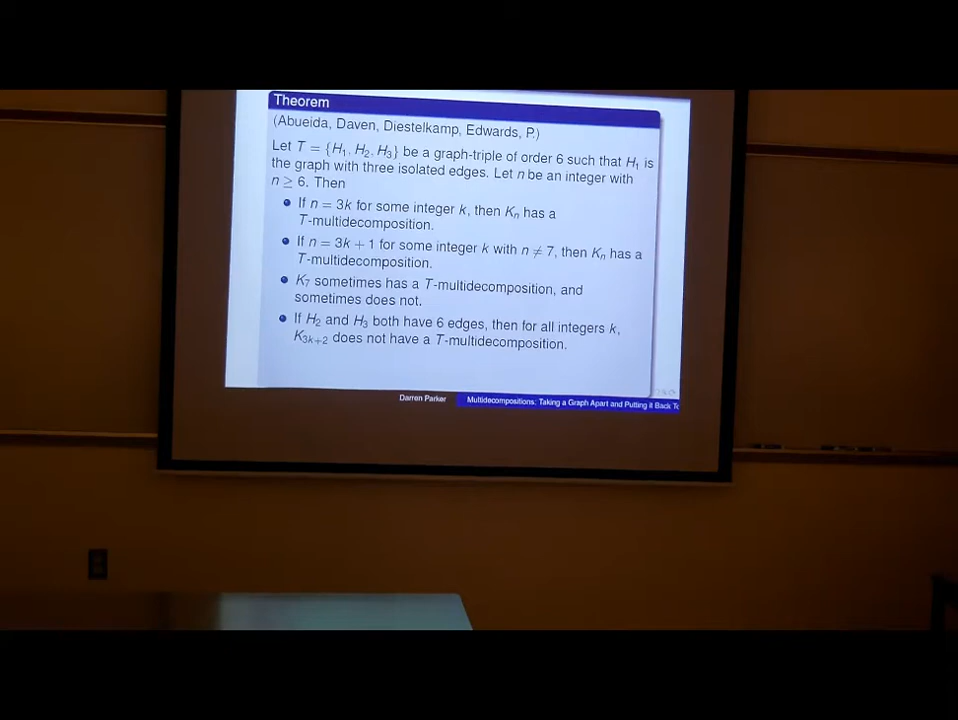 Theorem
(Abueida, Daven, Diestelkamp, Edwards, P.)
Let T = {H₁, H₂, H₃} be a graph-triple of order 6 such that H₁ is
the graph with three isolated edges. Let n be an integer with
n ≥ 6. Then
If n = 3k for some integer k, then Kₙ has a
T-multidecomposition.
If n = 3k + 1 for some integer k with n ≠ 7, then Kₙ has a
T-multidecomposition.
K₇ sometimes has a T-multidecomposition, and
sometimes does not.
If H₂ and H₃ both have 6 edges, then for all integers k,
K₃ₖ₊₂ does not have a T-multidecomposition.
Darren Parker Multidecompositions: Taking a Graph Apart and Putting it Back To